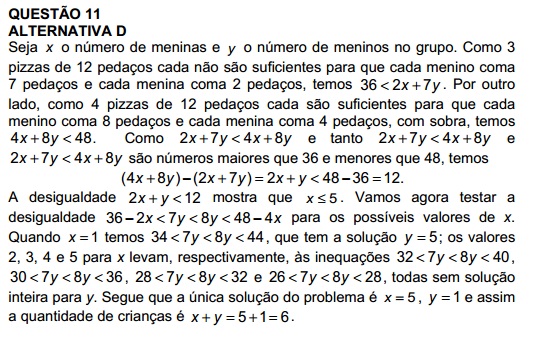 QUESTÃO 11
ALTERNATIVA D
Seja x o número de meninas e y o número de meninos no grupo. Como 3
pizzas de 12 pedaços cada não são suficientes para que cada menino coma
7 pedaços e cada menina coma 2 pedaços, temos 36 < 2x + 7y. Por outro
lado, como 4 pizzas de 12 pedaços cada são suficientes para que cada
menino coma 8 pedaços e cada menina coma 4 pedaços, com sobra, temos
4x + 8y < 48. Como 2x + 7y < 4x + 8y e tanto 2x + 7y < 4x + 8y e
2x + 7y < 4x + 8y são números maiores que 36 e menores que 48, temos
(4x + 8y) − (2x + 7y) = 2x + y < 48 − 36 = 12.
A desigualdade 2x + y < 12 mostra que x ≤ 5. Vamos agora testar a
desigualdade 36 − 2x < 7y < 8y < 48 − 4x para os possíveis valores de x.
Quando x = 1 temos 34 < 7y < 8y < 44, que tem a solução y = 5; os valores
2, 3, 4 e 5 para x levam, respectivamente, às inequações 32 < 7y < 8y < 40,
30 < 7y < 8y < 36, 28 < 7y < 8y < 32 e 26 < 7y < 8y < 28, todas sem solução
inteira para y. Segue que a única solução do problema é x = 5, y = 1 e assim
a quantidade de crianças é x + y = 5 + 1 = 6.